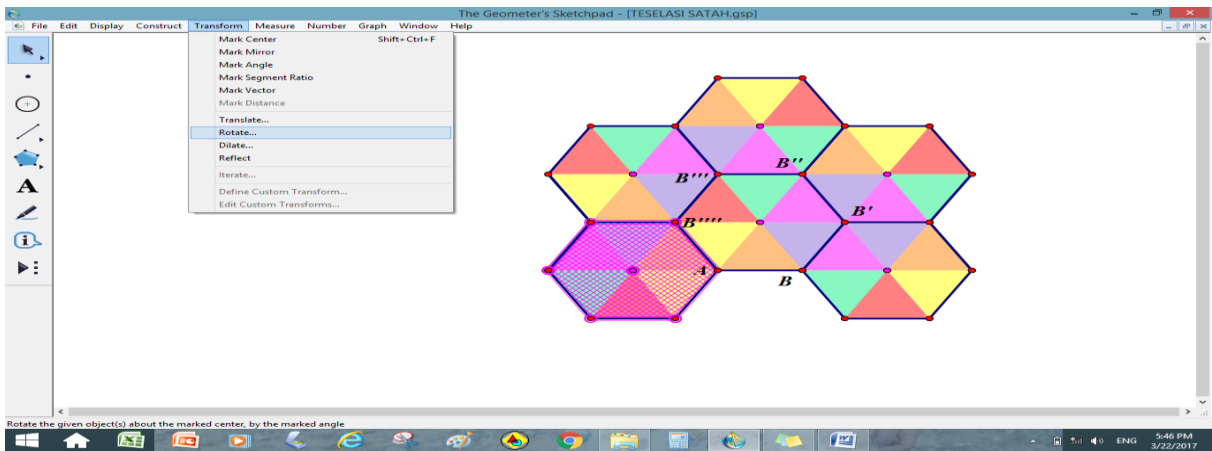 The Geometer's Sketchpad - [TESELASI SATAH.gsp]
File Edit Display Construct Transform Measure Number Graph Window Help
Mark Center Shift+Ctrl+F
Mark Mirror
Mark Angle
Mark Segment Ratio
Mark Vector
Mark Distance
Translate...
Rotate...
Dilate...
Reflect
Iterate...
Define Custom Transform...
Edit Custom Transforms...
A
B''
B'''
B'
B''''
A
B
Rotate the given object(s) about the marked center, by the marked angle
ENG
5:46 PM
3/22/2017